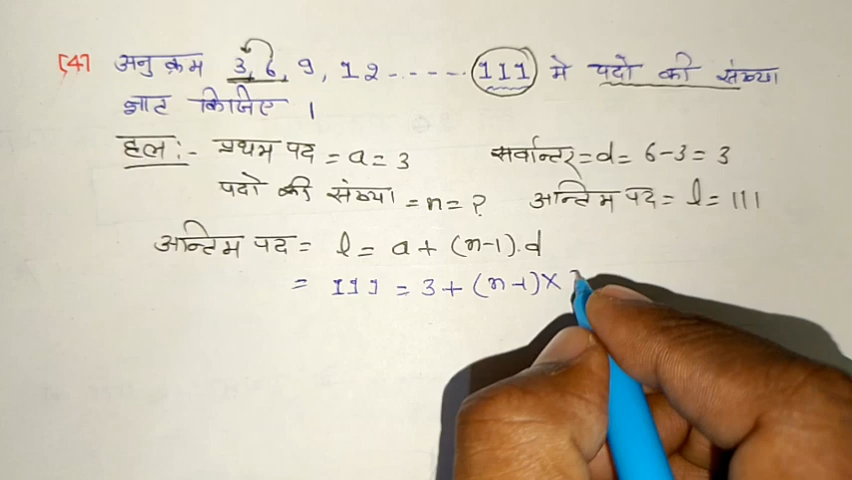 [4] अनुक्रम 3, 6, 9, 12 ------ 111 मे पदो की संख्या
ज्ञात किजिए ।
हल :- प्रथम पद = a = 3 सर्वान्तर = d = 6-3 = 3
पदो की संख्या = n = ? अन्तिम पद = l = 111
अन्तिम पद = l = a + (n-1).d
= 111 = 3 + (n-1)×